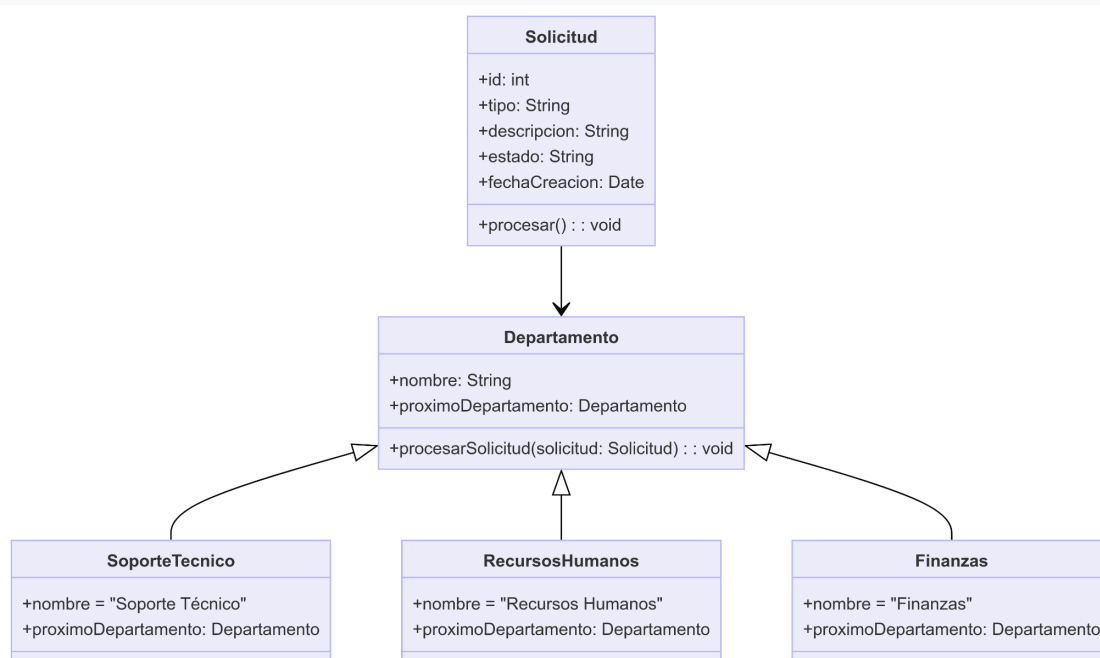 Solicitud
+id: int
+tipo: String
+descripcion: String
+estado: String
+fechaCreacion: Date
+procesar() : : void
Departamento
+nombre: String
+proximoDepartamento: Departamento
+procesarSolicitud(solicitud: Solicitud) : : void
SoporteTecnico
+nombre = "Soporte Técnico"
+proximoDepartamento: Departamento
RecursosHumanos
+nombre = "Recursos Humanos"
+proximoDepartamento: Departamento
Finanzas
+nombre = "Finanzas"
+proximoDepartamento: Departamento